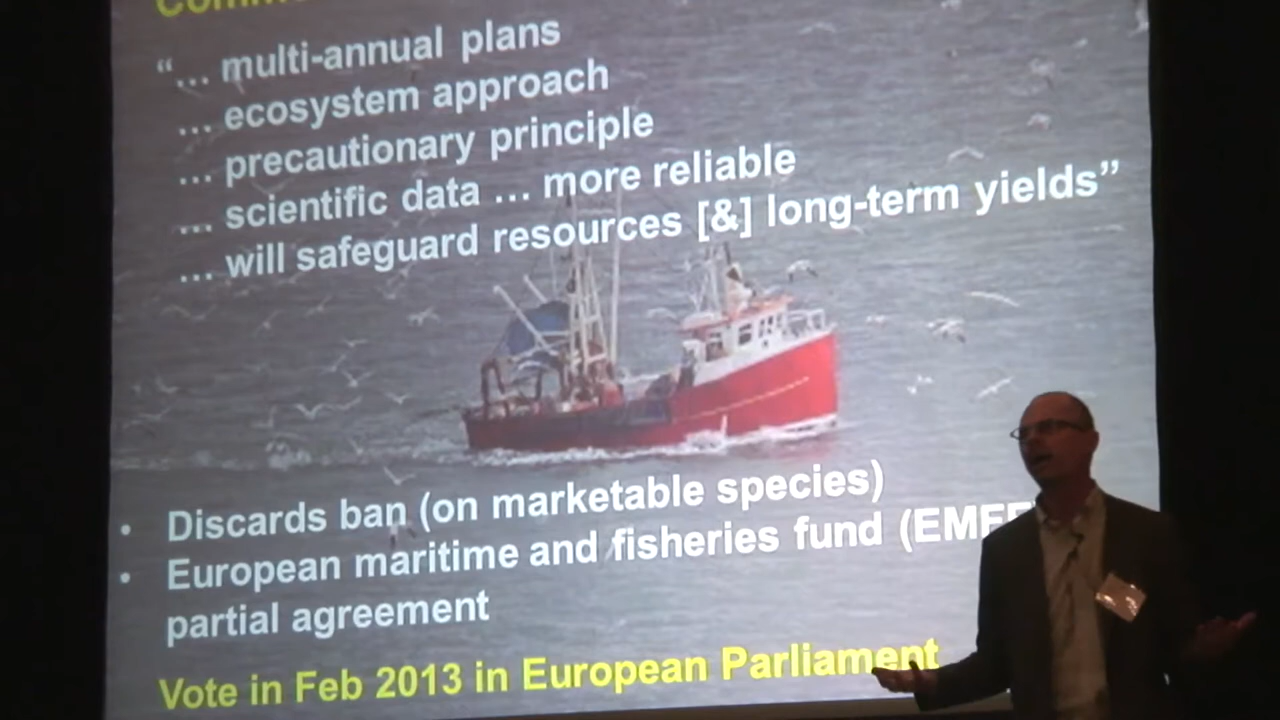 “... multi-annual plans
... ecosystem approach
... precautionary principle
... scientific data ... more reliable
... will safeguard resources [&] long-term yields”
• Discards ban (on marketable species)
• European maritime and fisheries fund (EMFF
partial agreement
Vote in Feb 2013 in European Parliament